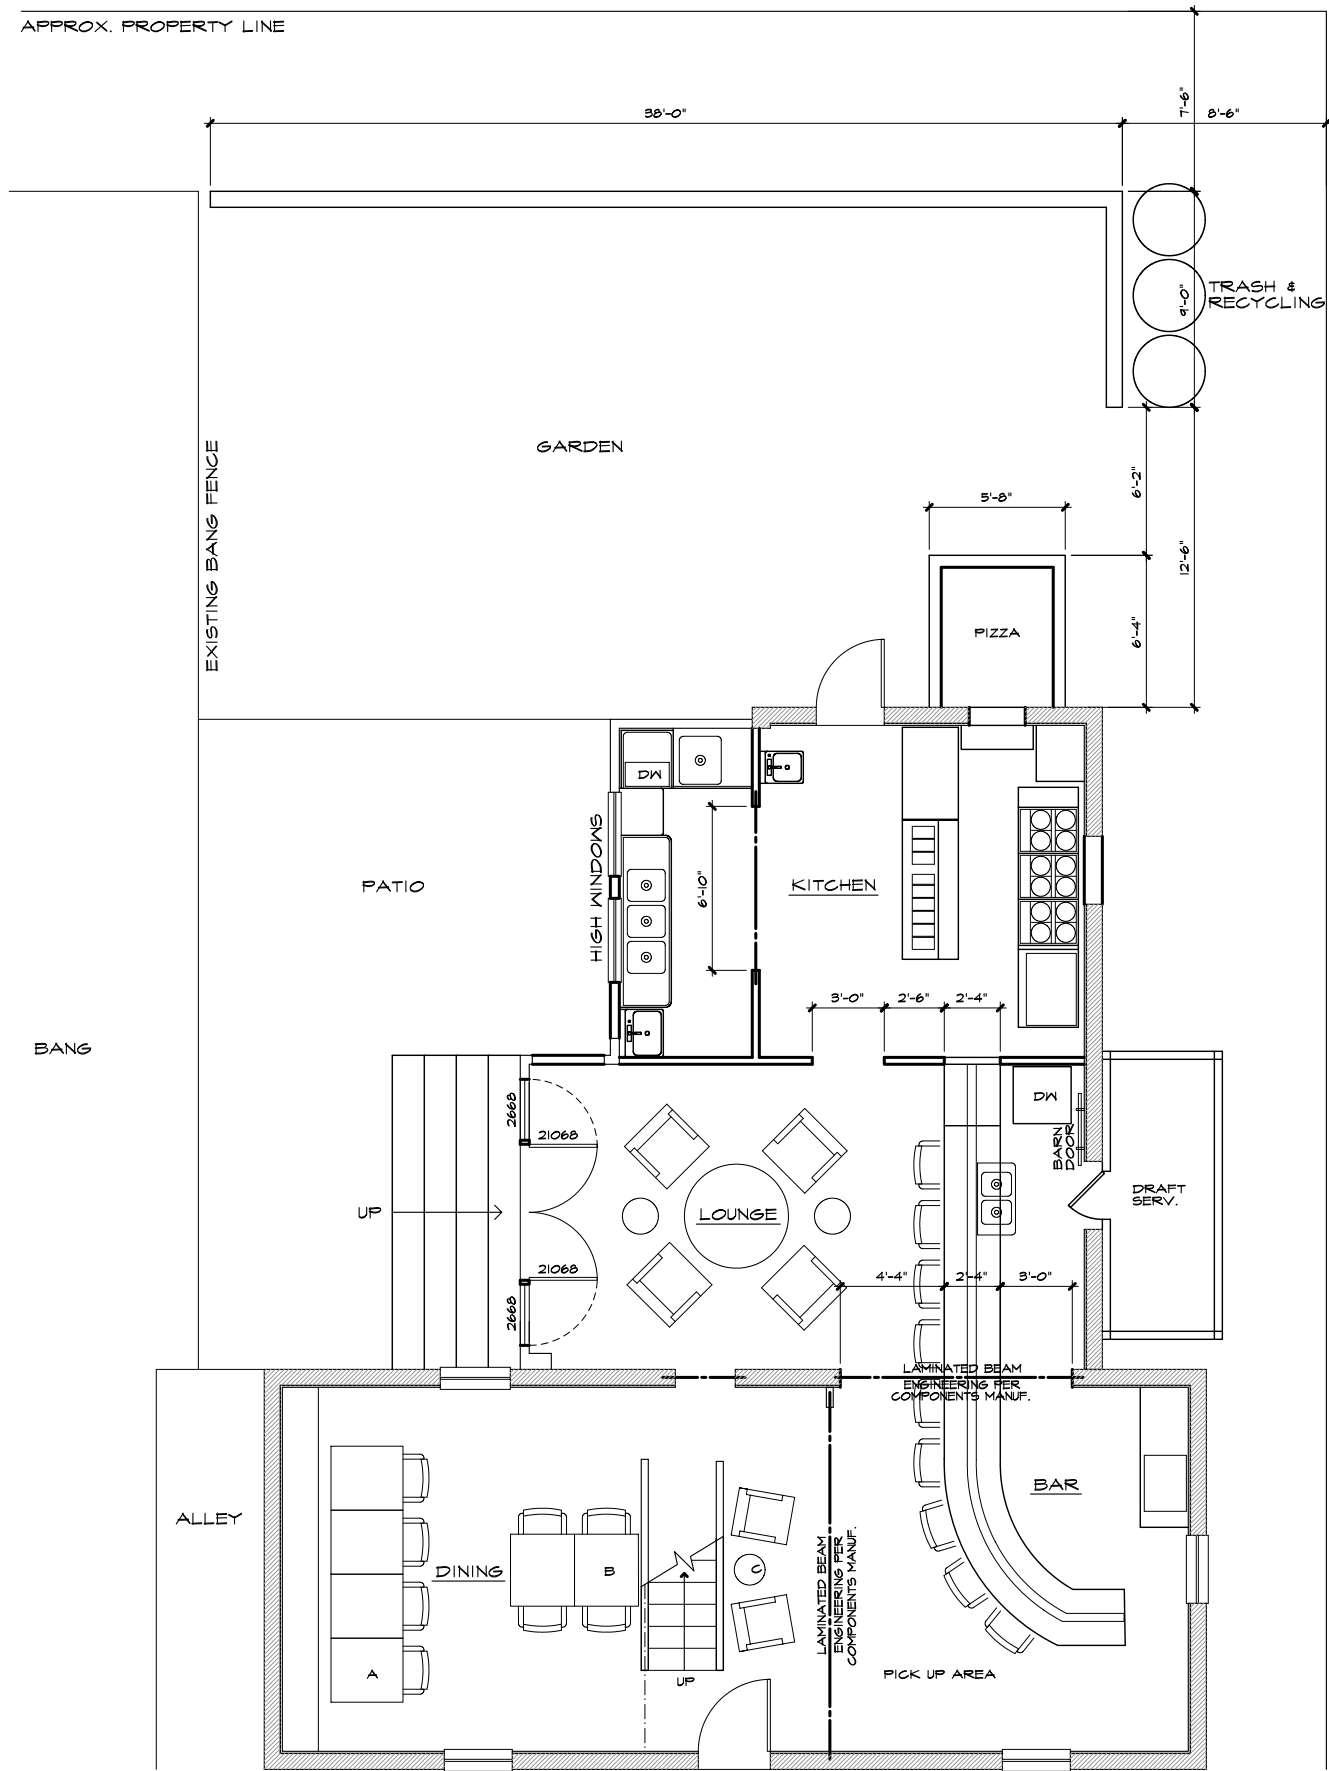 APPROX. PROPERTY LINE
38'-0"
7'-6"
8'-6"
TRASH &
RECYCLING
9'-0"
GARDEN
EXISTING BANG FENCE
6'-2"
5'-8"
12'-6"
PIZZA
6'-4"
DW
HIGH WINDOWS
PATIO
6'-10"
KITCHEN
3'-0"
2'-6"
2'-4"
BANG
2668
21068
DW
BARN
DOOR
DRAFT
SERV.
UP
LOUNGE
21068
2668
4'-4"
2'-4"
3'-0"
LAMINATED BEAM
ENGINEERING PER
COMPONENTS MANUF.
BAR
ALLEY
DINING
B
C
LAMINATED BEAM
ENGINEERING PER
COMPONENTS MANUF.
A
UP
PICK UP AREA